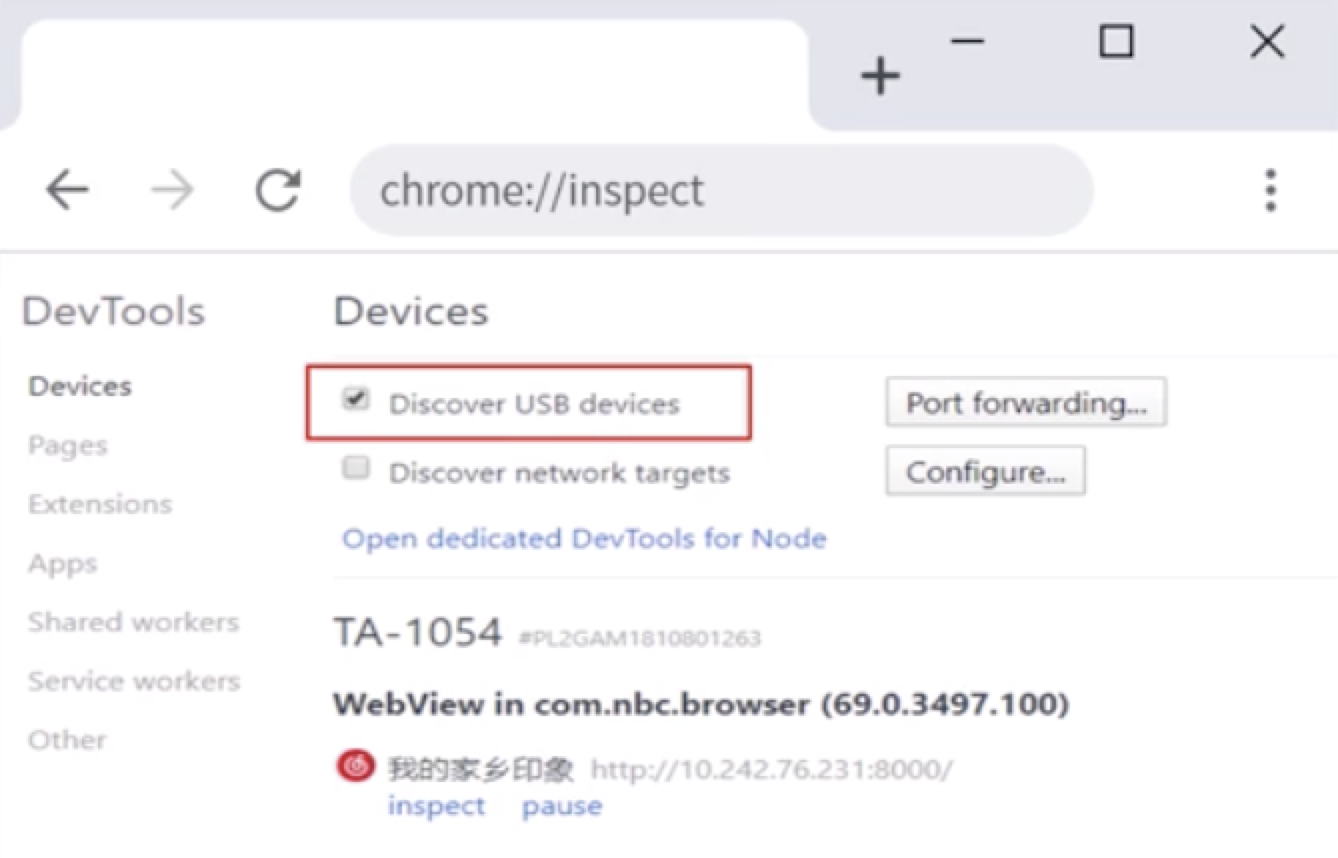 chrome://inspect
DevTools
Devices
Pages
Extensions
Apps
Shared workers
Service workers
Other
Devices
Discover USB devices
Port forwarding...
Discover network targets
Configure...
Open dedicated DevTools for Node
TA-1054 #PL2GAM1810801263
WebView in com.nbc.browser (69.0.3497.100)
我的家乡印象 http://10.242.76.231:8000/
inspect pause